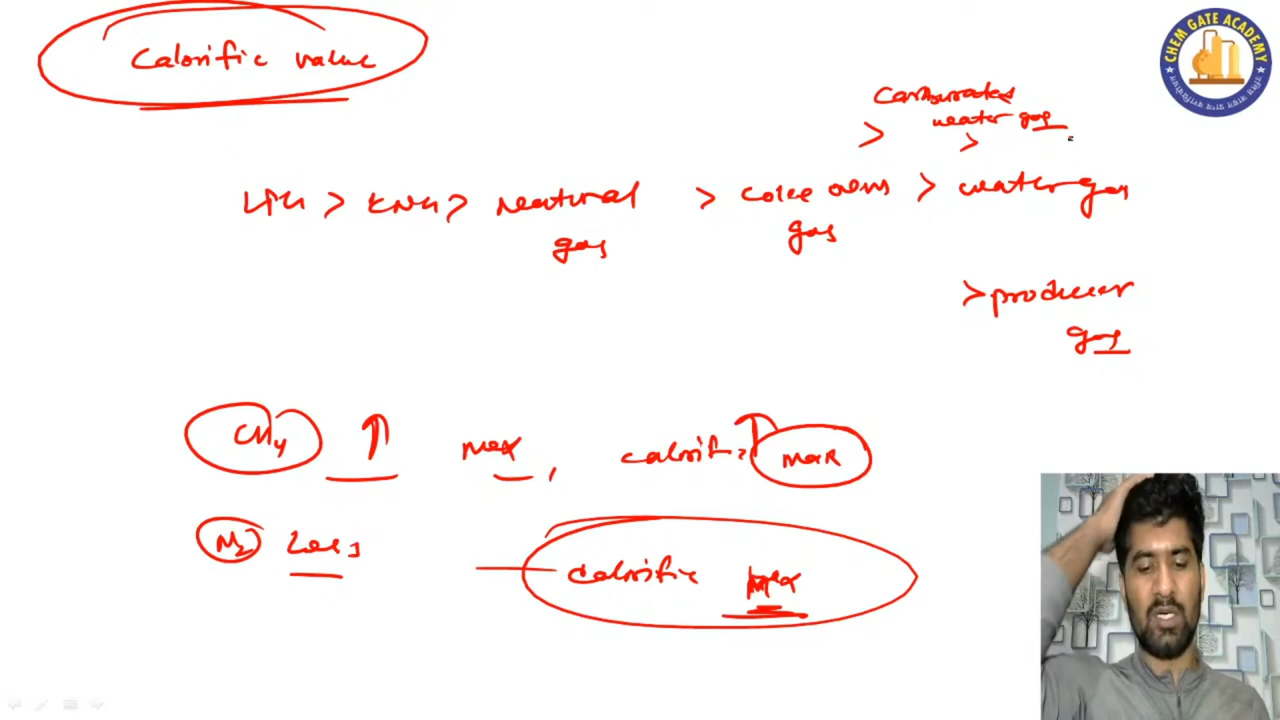 Calorific value
CHEM GATE ACADEMY
> Carburated
water gas
>
LPG > CNG > Natural gas > Coke oven gas > water gas
> producer gas
CH4 ↑ max, calorif. ↑ max
N2 Less — Calorific Max